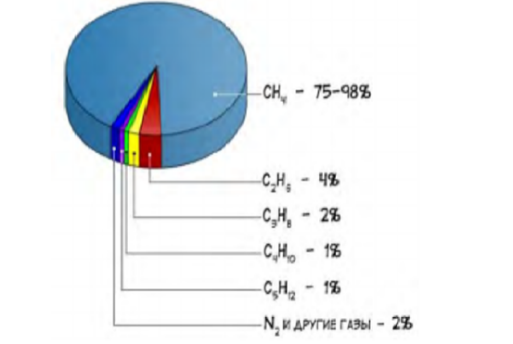 CH₄ - 75-98%
C₂H₆ - 4%
C₃H₈ - 2%
C₄H₁₀ - 1%
C₅H₁₂ - 1%
N₂ И ДРУГИЕ ГАЗЫ - 2%